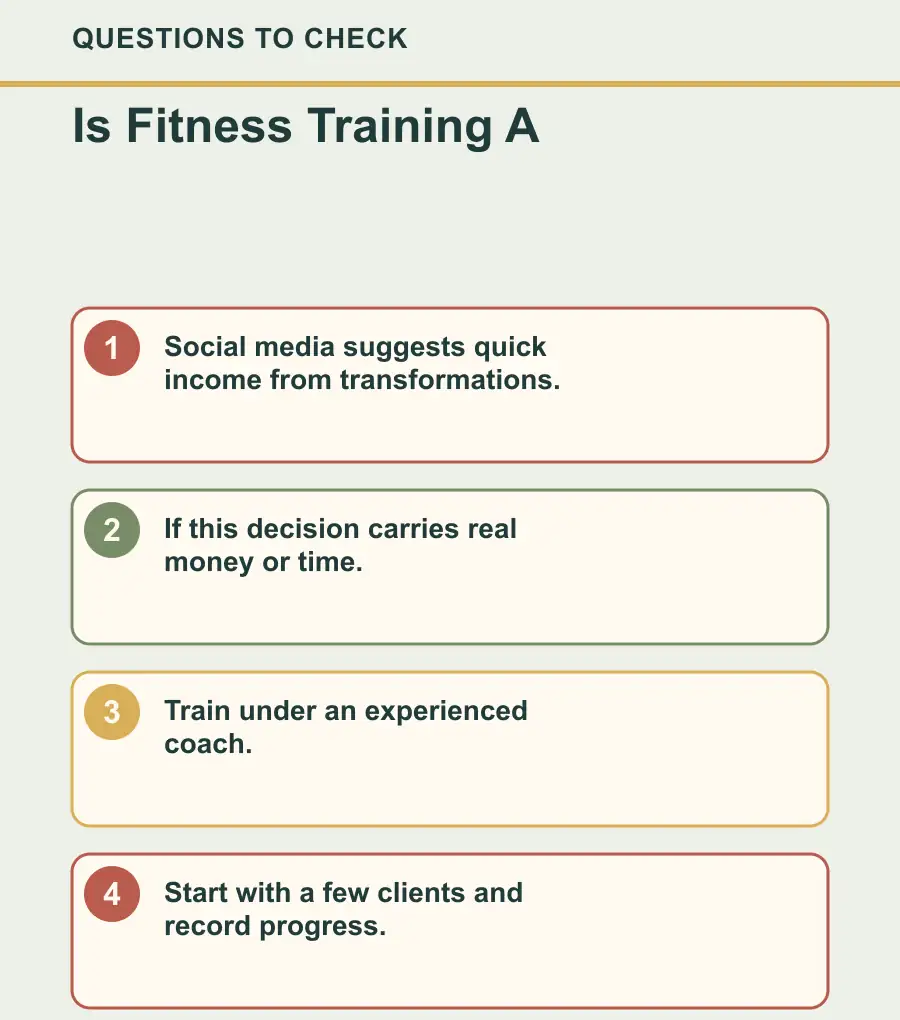 QUESTIONS TO CHECK
Is Fitness Training A
1
Social media suggests quick
income from transformations.
2
If this decision carries real
money or time.
3
Train under an experienced
coach.
4
Start with a few clients and
record progress.